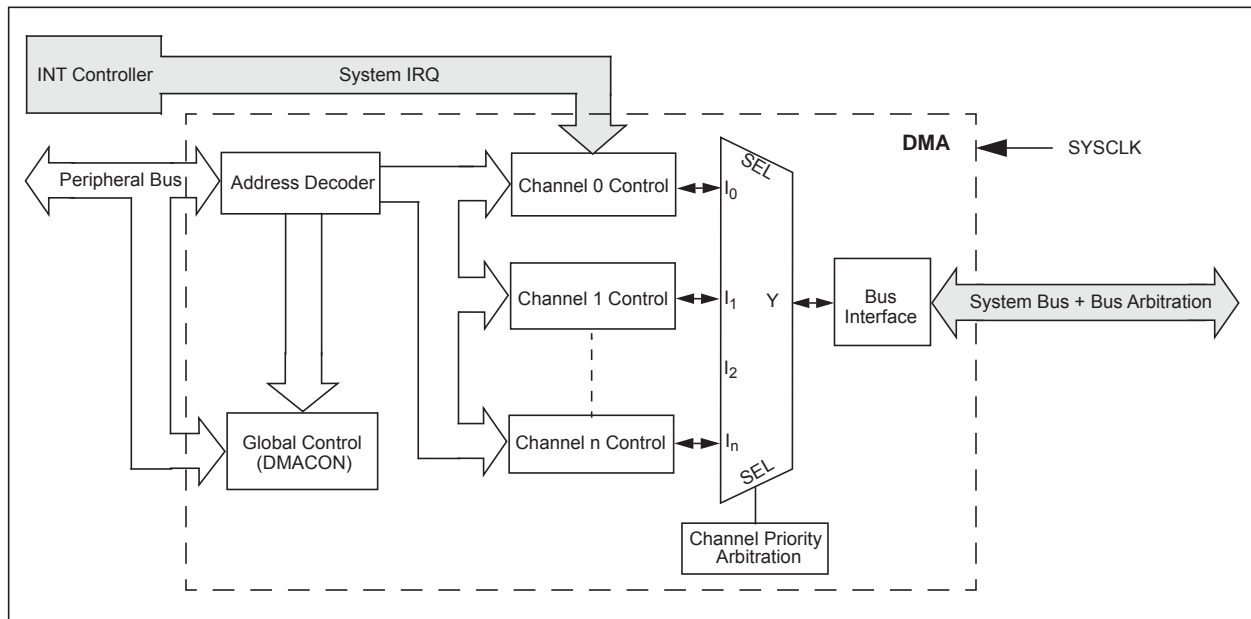 INT Controller
System IRQ
DMA
SYSCLK
Peripheral Bus
Address Decoder
Channel 0 Control
SEL
I0
Channel 1 Control
I1
Y
Bus
Interface
System Bus + Bus Arbitration
I2
Global Control
(DMACON)
Channel n Control
In
SEL
Channel Priority
Arbitration